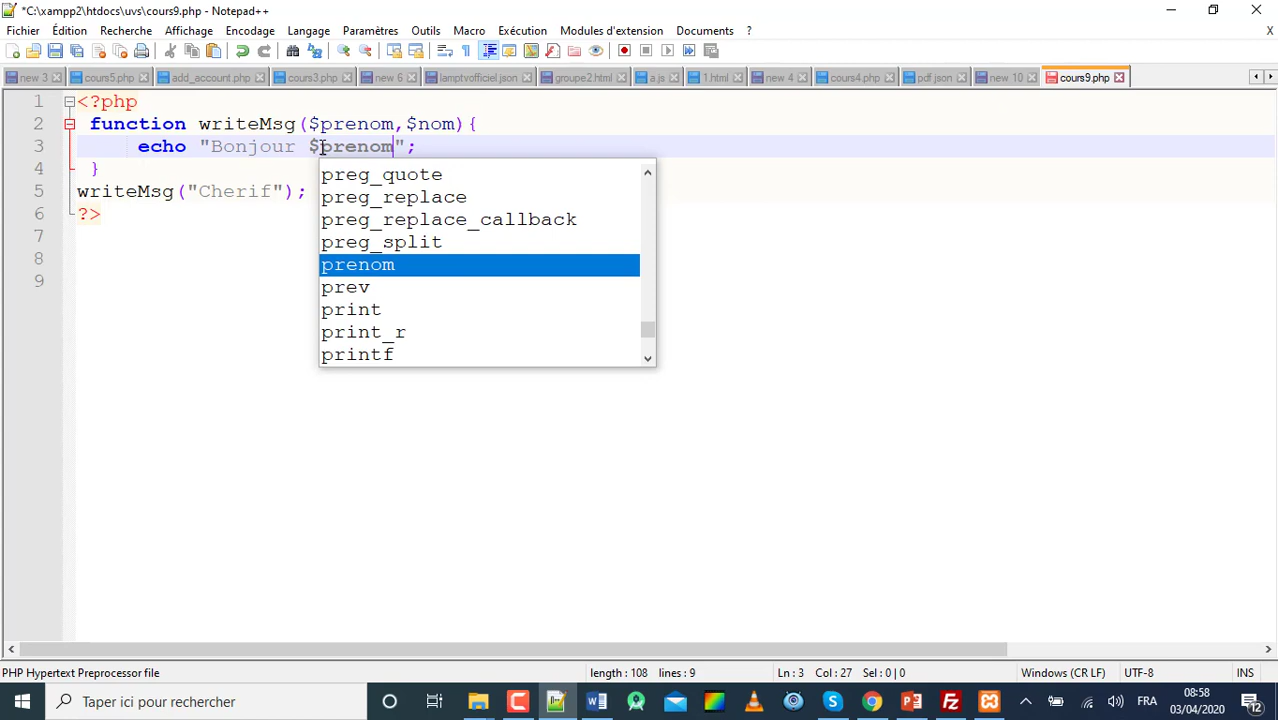 *C:\xampp2\htdocs\uvs\cours9.php - Notepad++
Fichier Édition Recherche Affichage Encodage Langage Paramètres Outils Macro Exécution Modules d'extension Documents ? X
new 3 cours5.php add_account.php cours3.php new 6 lamptvofficiel.json groupe2.html a.js 1.html new 4 cours4.php pdf json new 10 cours9.php
1 <?php
2 function writeMsg($prenom,$nom){
3 echo "Bonjour $prenom";
4 }
5 writeMsg("Cherif");
6 ?>
7
8
9
preg_quote
preg_replace
preg_replace_callback
preg_split
prenom
prev
print
print_r
printf
PHP Hypertext Preprocessor file length : 108 lines : 9 Ln : 3 Col : 27 Sel : 0 | 0 Windows (CR LF) UTF-8 INS
Taper ici pour rechercher FRA 08:58
03/04/2020 12